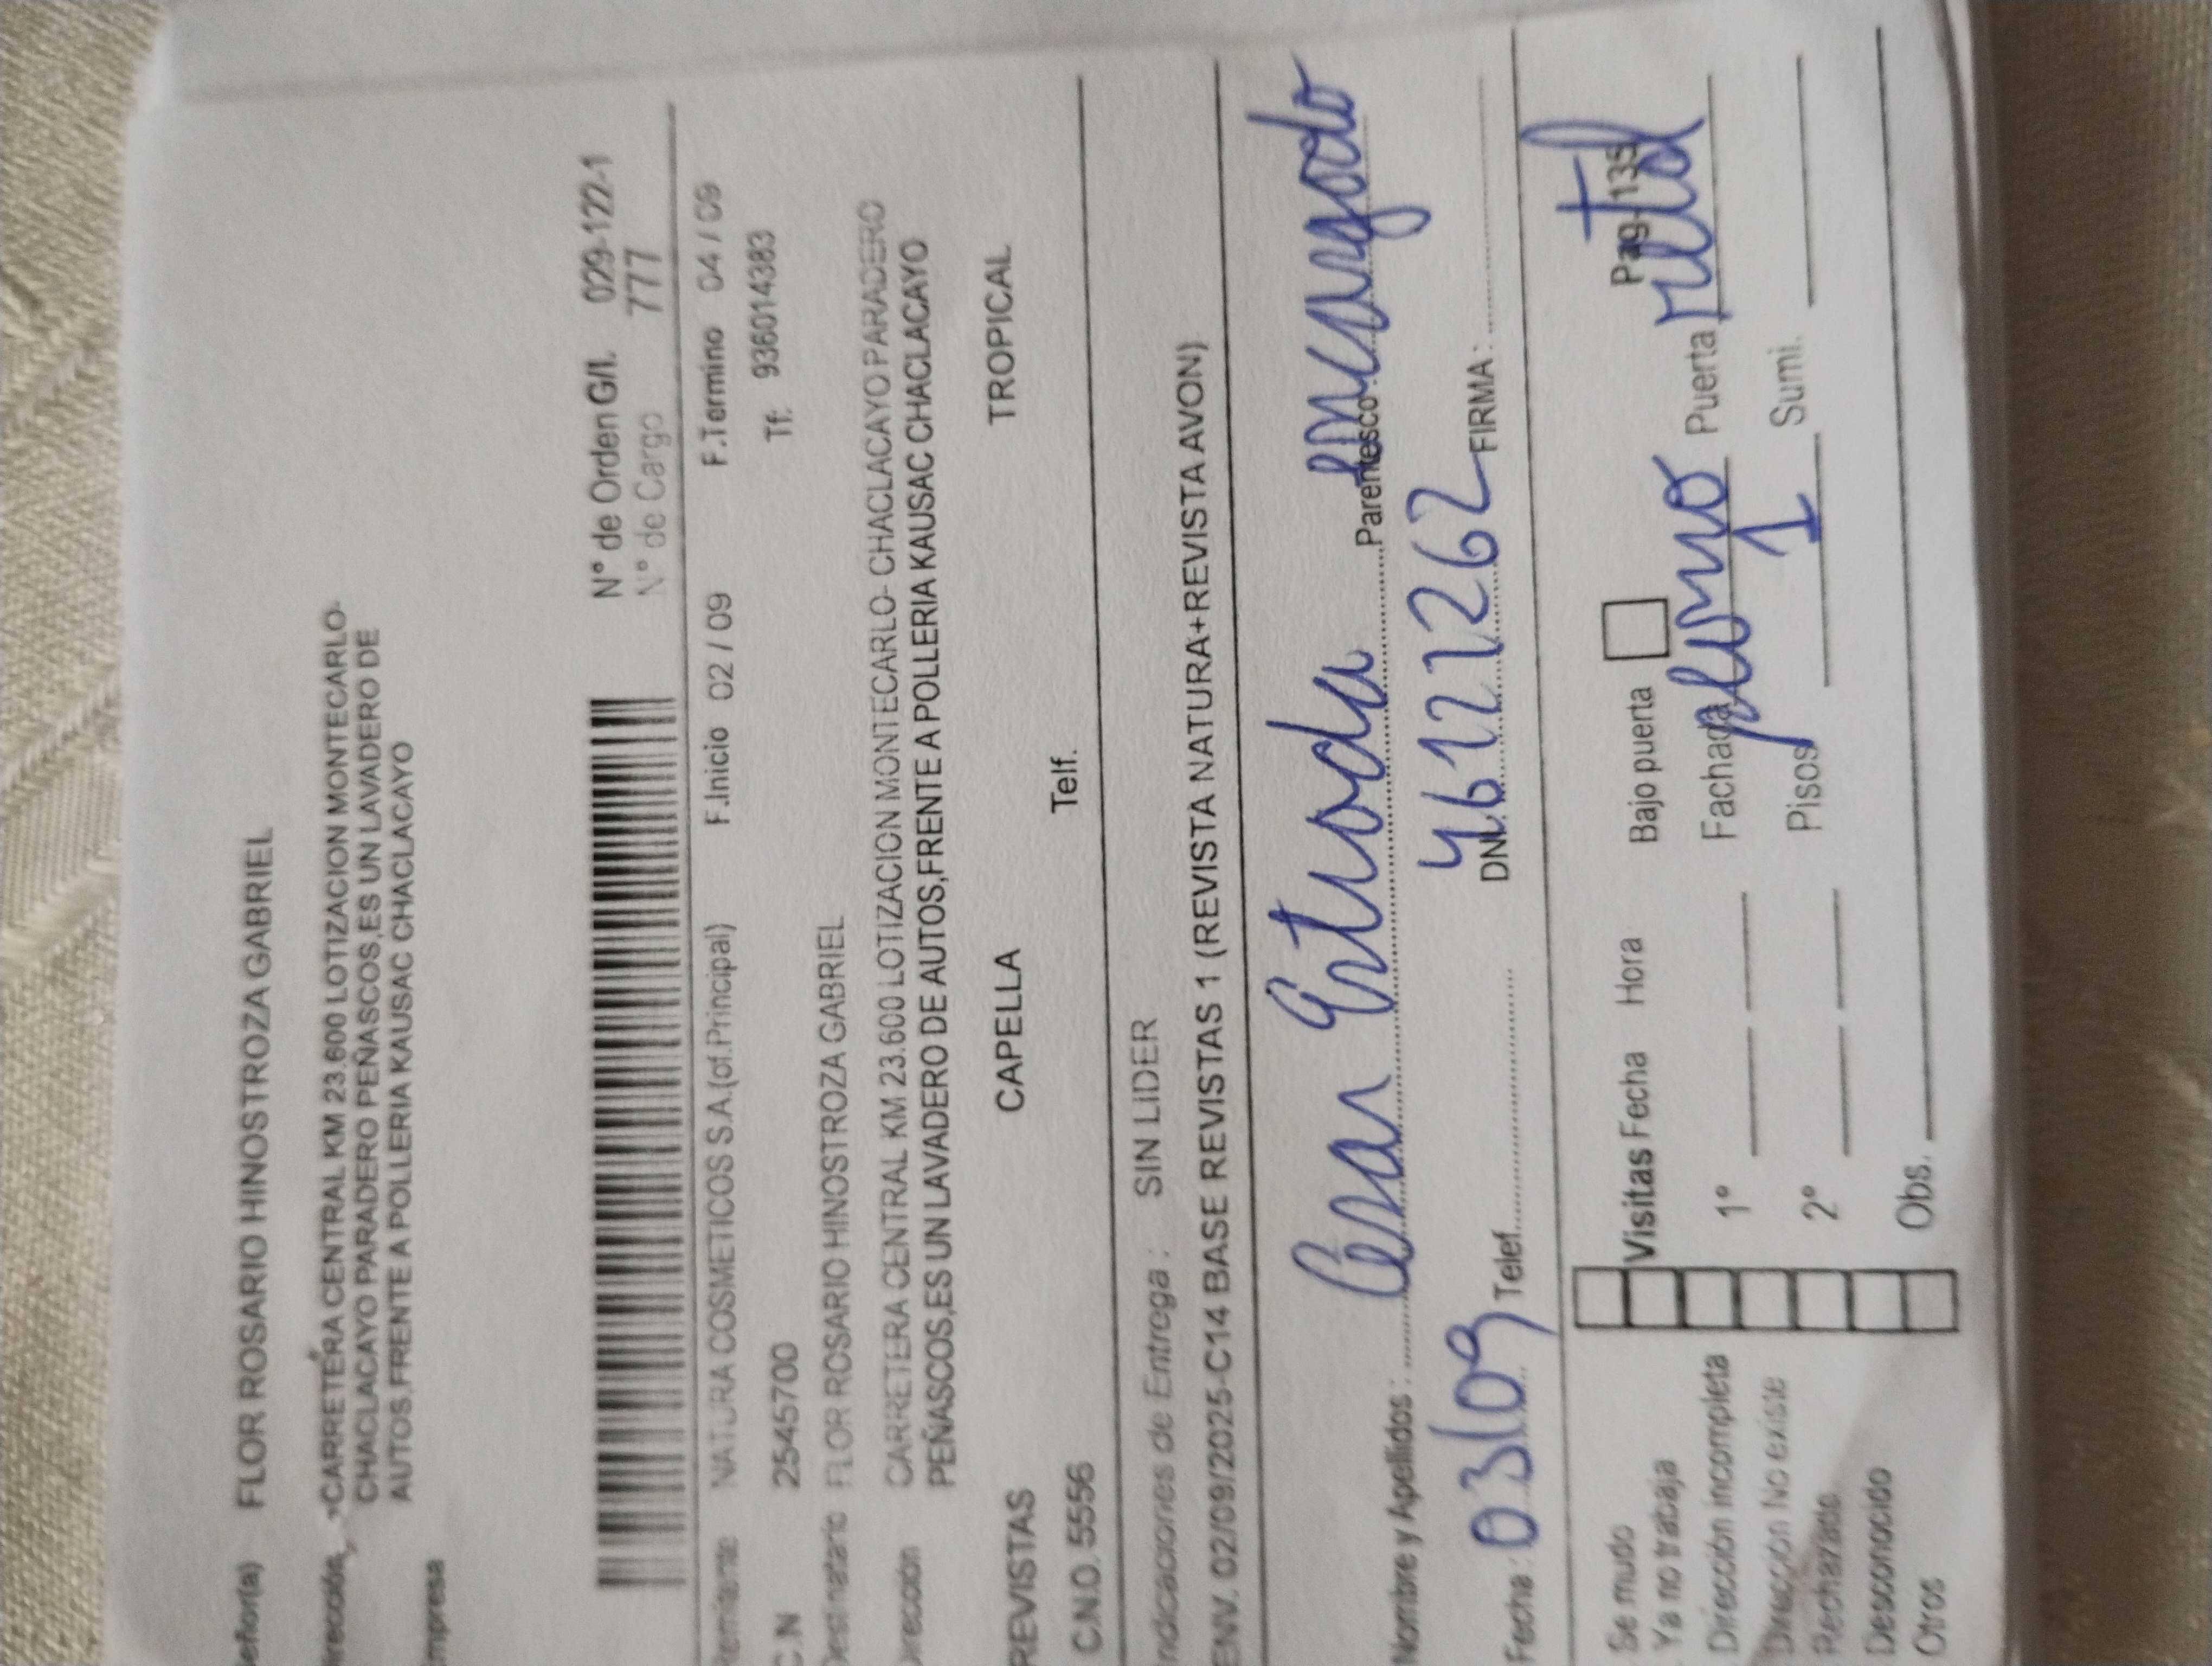 Señor(a) FLOR ROSARIO HINOSTROZA GABRIEL
Dirección CARRETERA CENTRAL KM 23.600 LOTIZACION MONTECARLO-
CHACLACAYO PARADERO PEÑASCOS,ES UN LAVADERO DE
AUTOS,FRENTE A POLLERIA KAUSAC CHACLACAYO
Empresa
N° de Orden G/I. 029-122-1
N° de Cargo 777
Remitente NATURA COSMETICOS S.A.(of.Principal) F.Inicio 02 / 09 F.Termino 04 / 09
C.N 2545700 Tf. 936014383
Destinatario FLOR ROSARIO HINOSTROZA GABRIEL
Dirección CARRETERA CENTRAL KM 23.600 LOTIZACION MONTECARLO- CHACLACAYO PARADERO
PEÑASCOS,ES UN LAVADERO DE AUTOS,FRENTE A POLLERIA KAUSAC CHACLACAYO
REVISTAS CAPELLA TROPICAL
C.N.O. 5556 Telf.
Indicaciones de Entrega : SIN LIDER
ENV. 02/09/2025-C14 BASE REVISTAS 1 (REVISTA NATURA+REVISTA AVON)
Nombre y Apellidos : Cesar Estrada Parentesco : encargado
Fecha : 03/09 Telef. DNI. 46127262 FIRMA :
Pag-135
Se mudo
Ya no trabaja Visitas Fecha Hora Bajo puerta
Dirección incompleta 1° Fachada plomo Puerta metal
Dirección No existe
Rechazado 2° Pisos 1 Sumi.
Desconocido
Otros Obs.